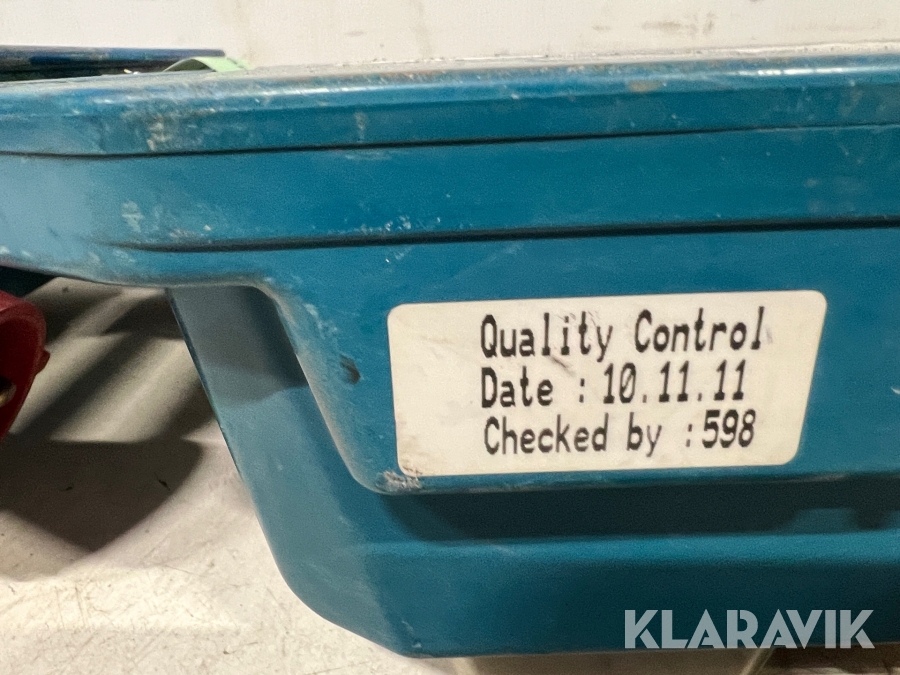 Quality Control
Date : 10.11.11
Checked by :598
KLARAVIK